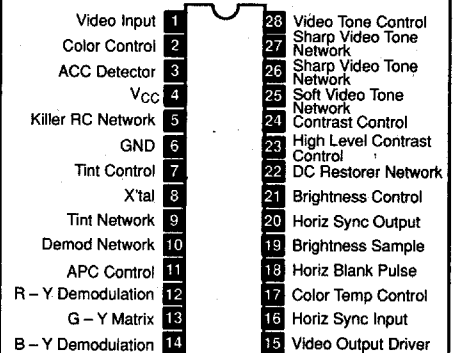 Video Input 1
Color Control 2
ACC Detector 3
VCC 4
Killer RC Network 5
GND 6
Tint Control 7
X'tal 8
Tint Network 9
Demod Network 10
APC Control 11
R – Y Demodulation 12
G – Y Matrix 13
B – Y Demodulation 14
28 Video Tone Control
27 Sharp Video Tone
Network
26 Sharp Video Tone
Network
25 Soft Video Tone
Network
24 Contrast Control
23 High Level Contrast
Control
22 DC Restorer Network
21 Brightness Control
20 Horiz Sync Output
19 Brightness Sample
18 Horiz Blank Pulse
17 Color Temp Control
16 Horiz Sync Input
15 Video Output Driver